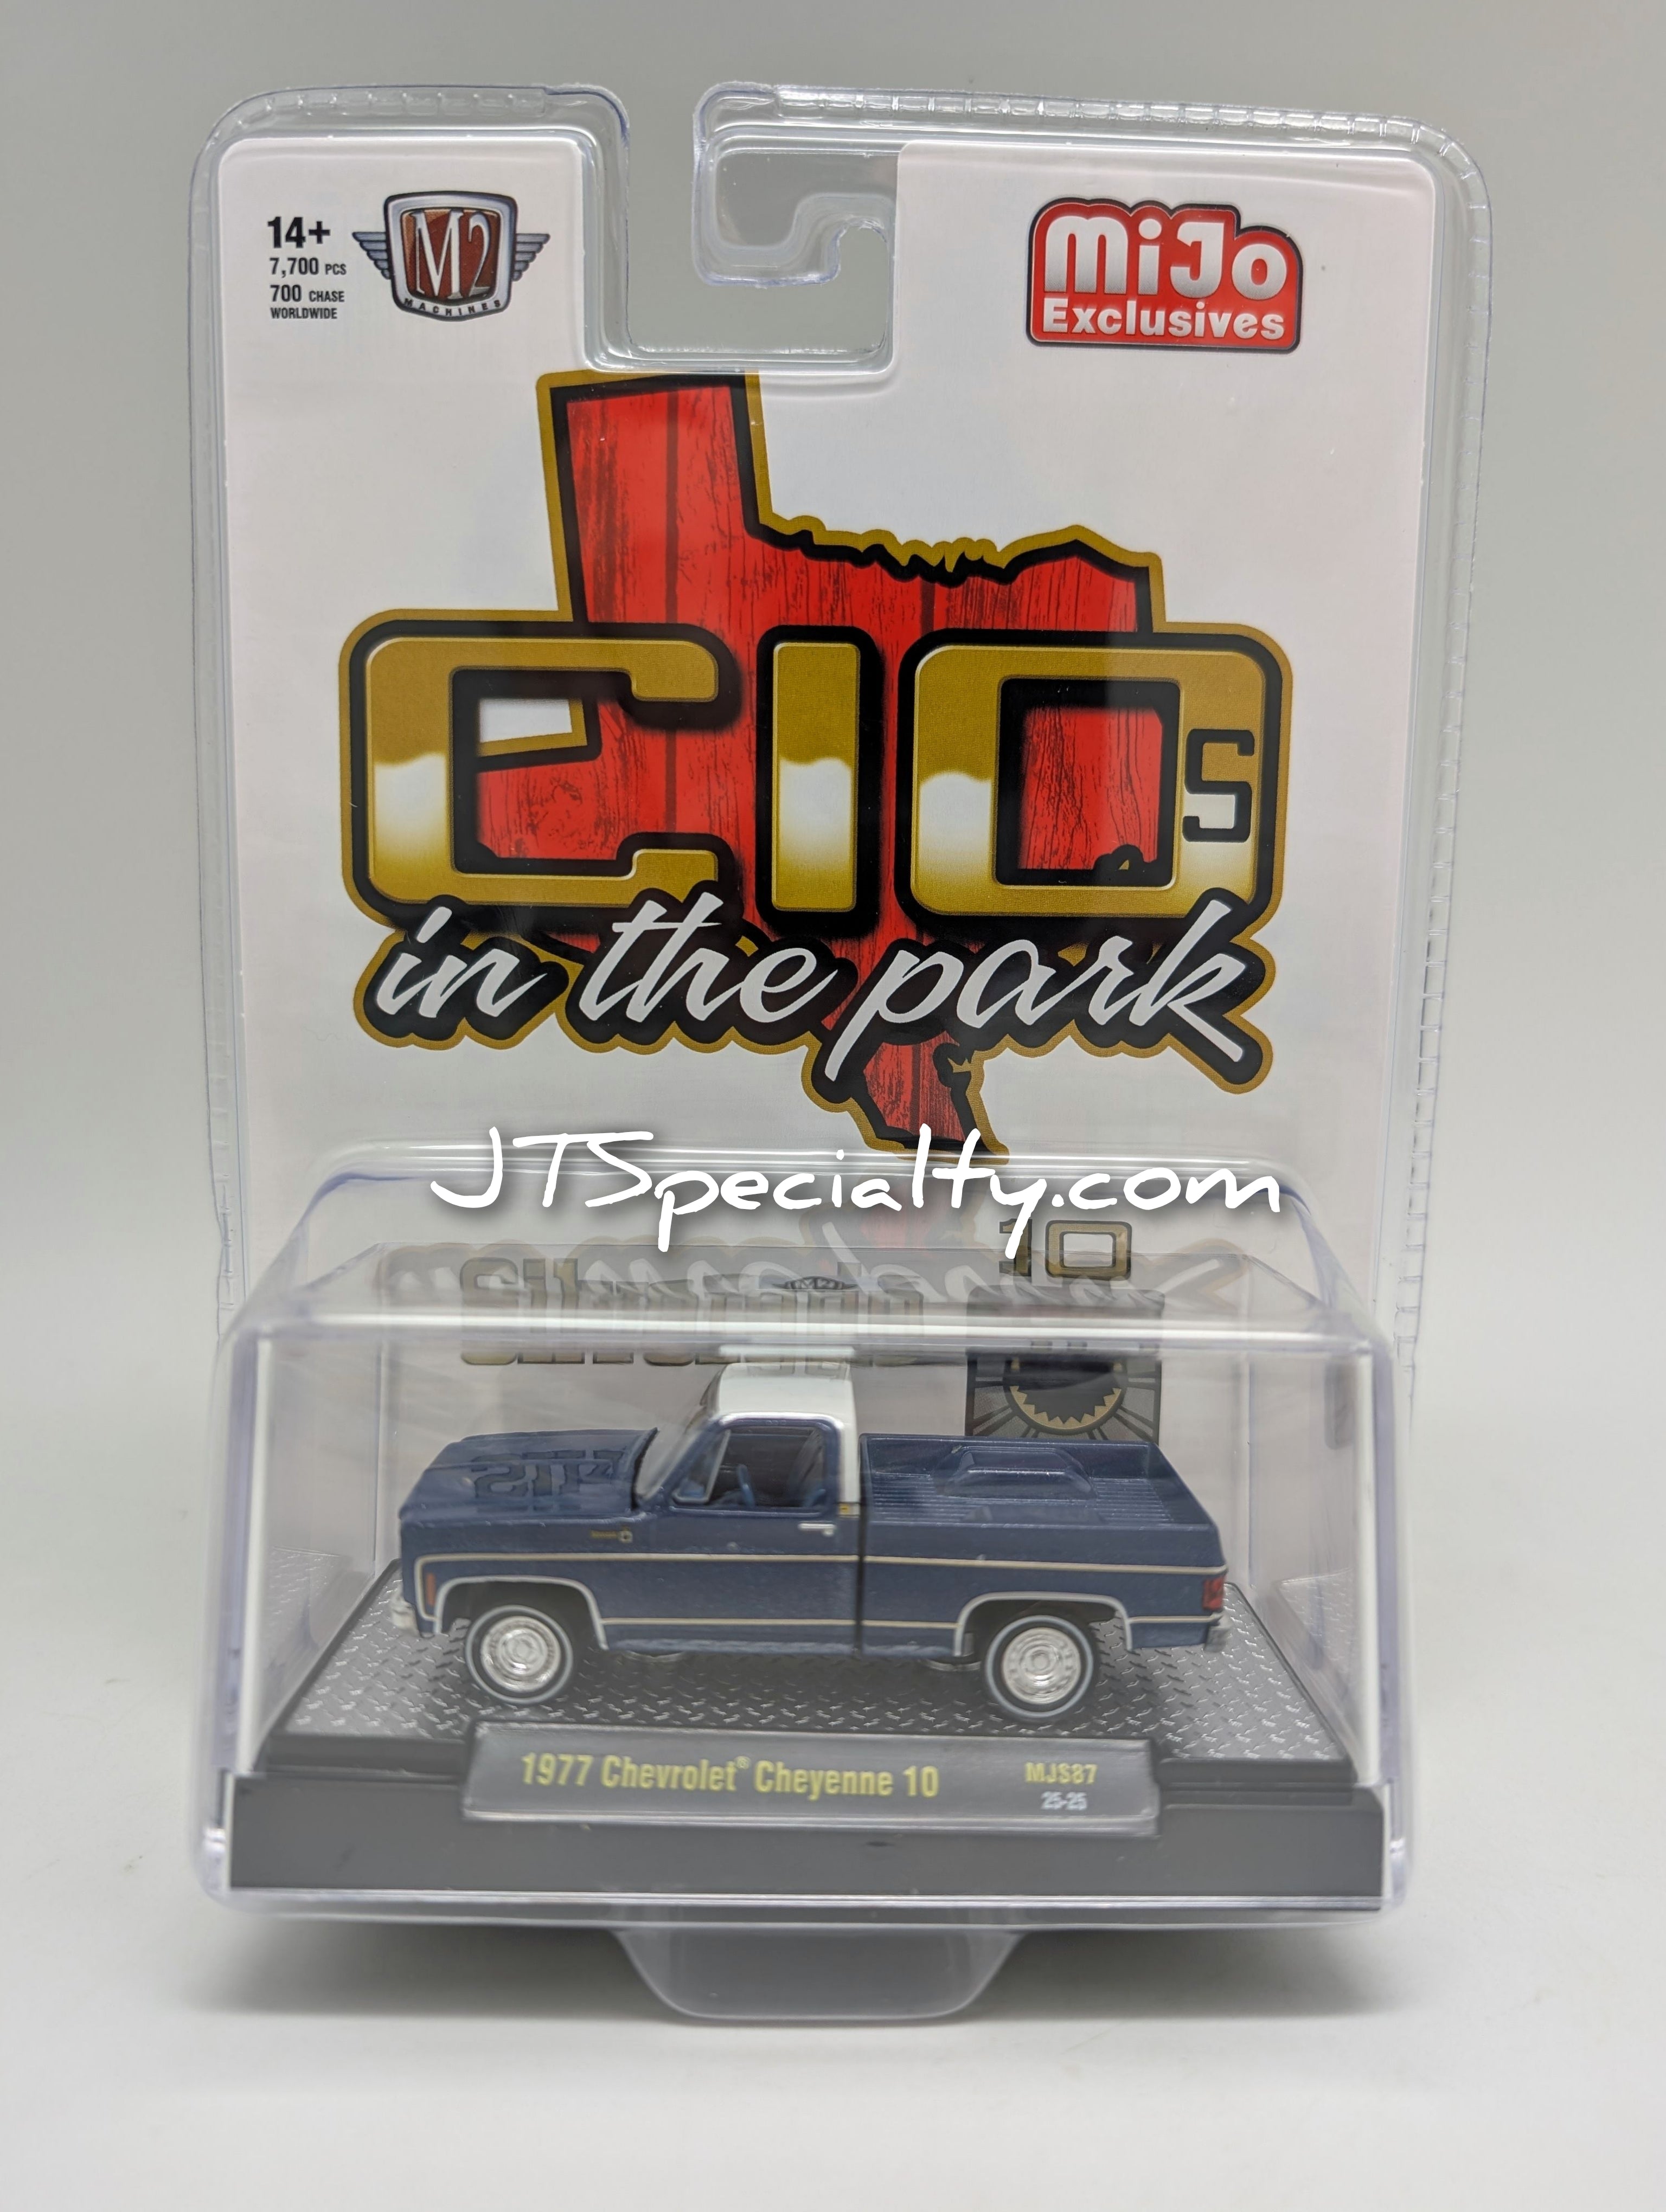 14+
7,700 PCS
700 CHASE
WORLDWIDE
M2
MACHINES
MiJo
Exclusives
C10s
in the park
JTSpecialty.com
10
1977 Chevrolet® Cheyenne 10
MJS87
25-25